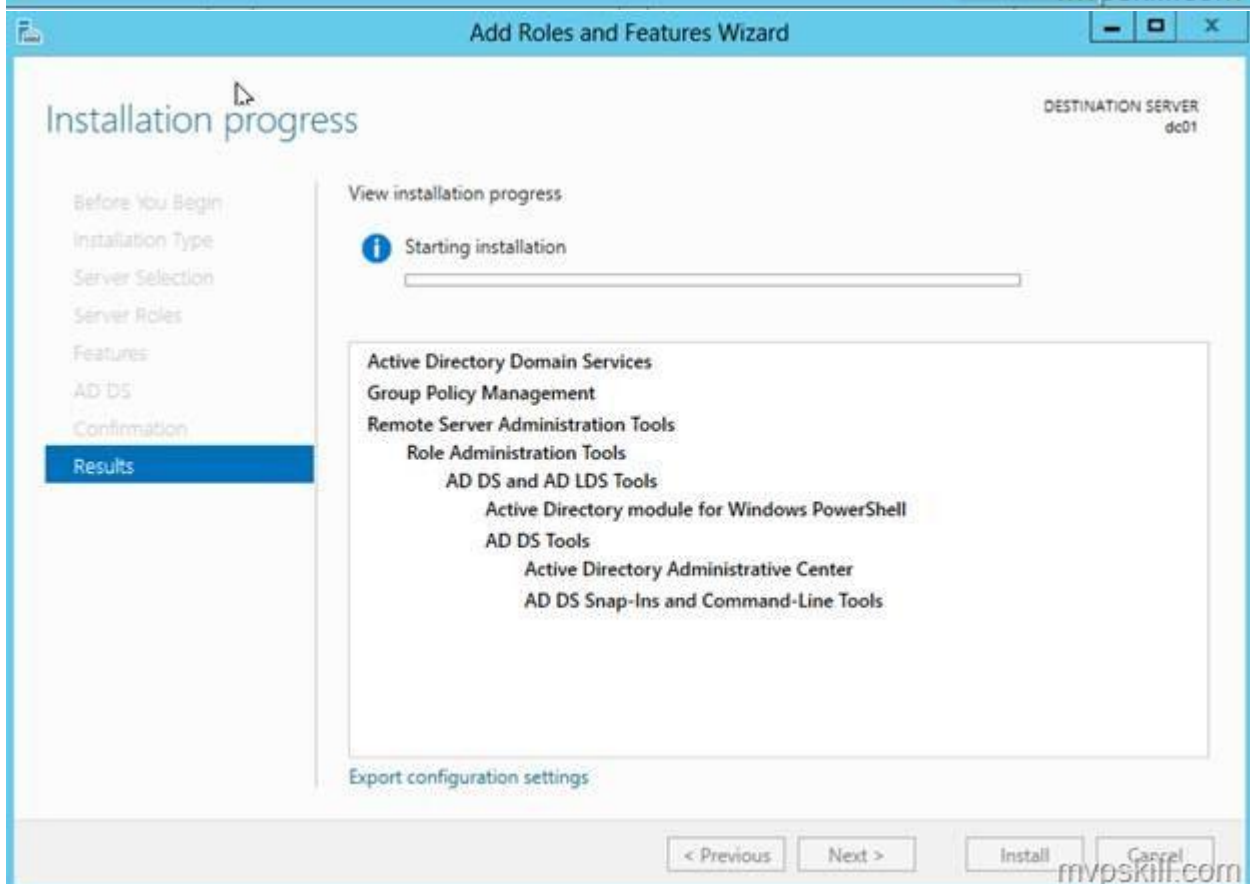 Add Roles and Features Wizard
Installation progress
DESTINATION SERVER
dc01
Before You Begin
Installation Type
Server Selection
Server Roles
Features
AD DS
Confirmation
Results
View installation progress
Starting installation
Active Directory Domain Services
Group Policy Management
Remote Server Administration Tools
Role Administration Tools
AD DS and AD LDS Tools
Active Directory module for Windows PowerShell
AD DS Tools
Active Directory Administrative Center
AD DS Snap-Ins and Command-Line Tools
Export configuration settings
< Previous Next > Install Cancel
mvpskill.com